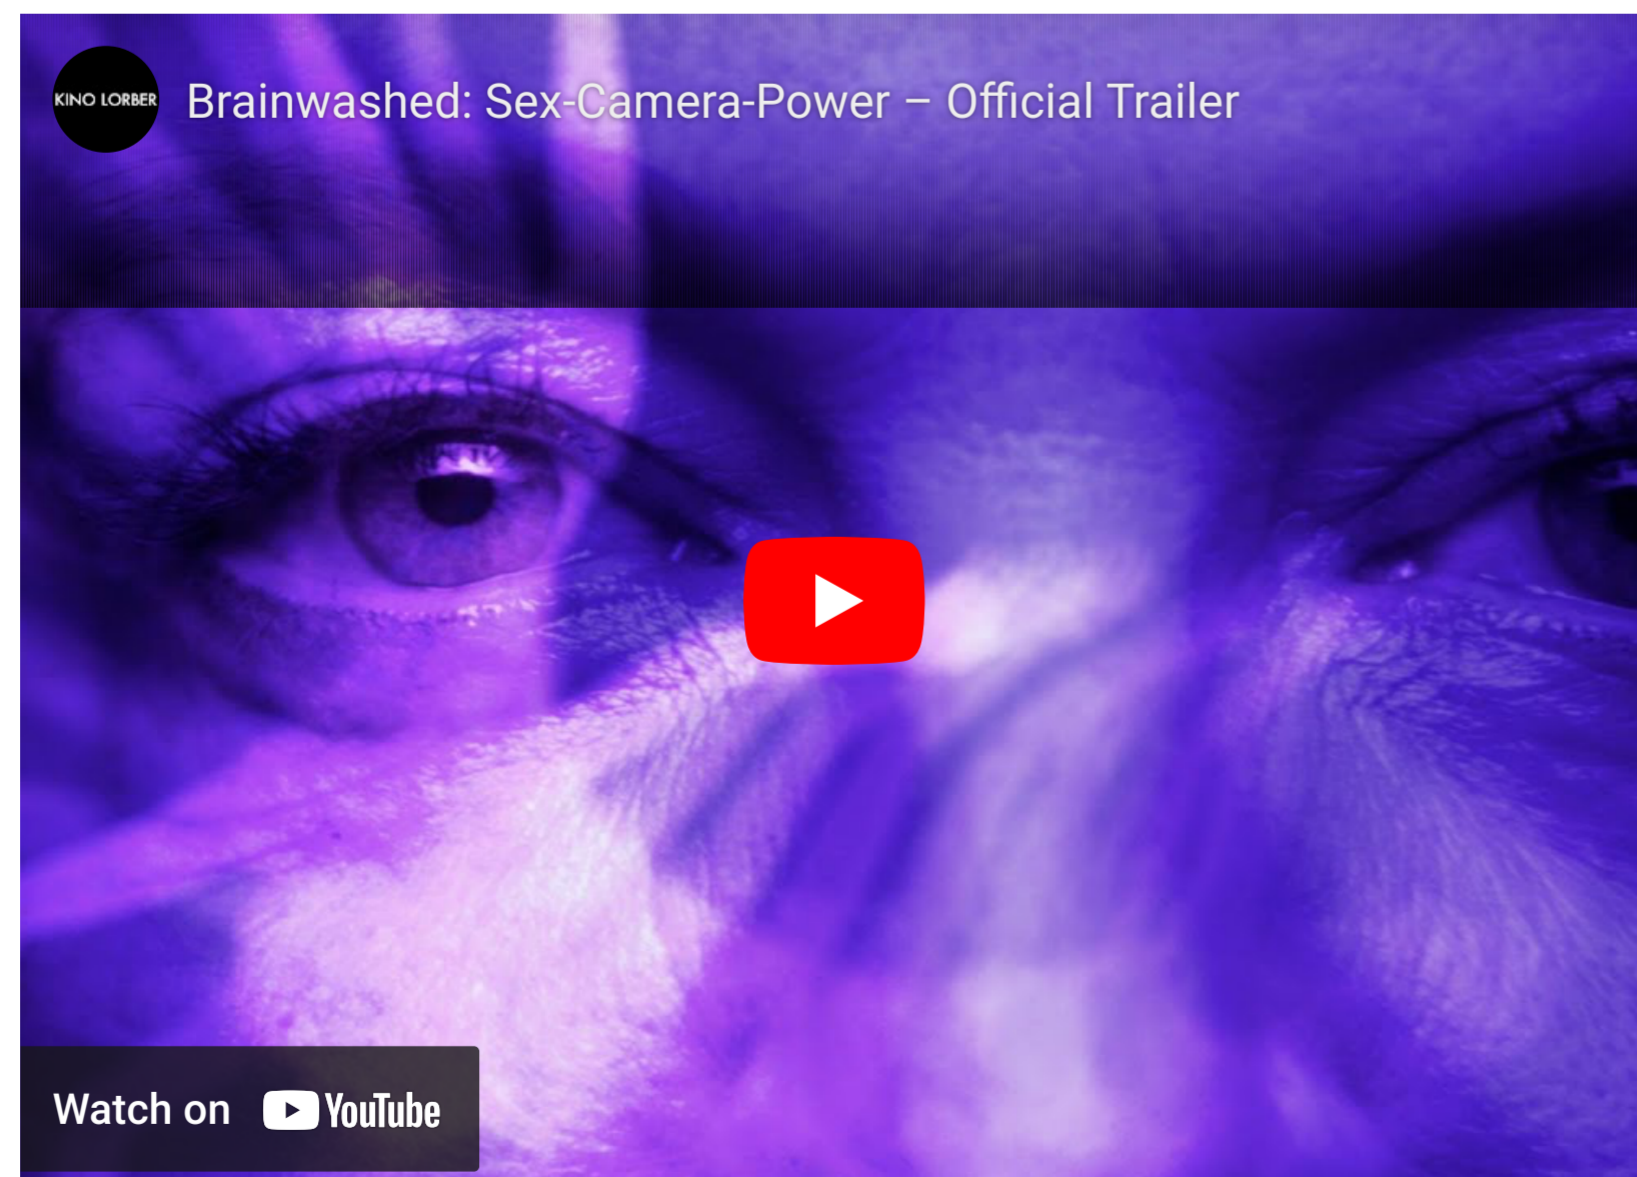 KINO LORBER
Brainwashed: Sex-Camera-Power – Official Trailer
Watch on YouTube